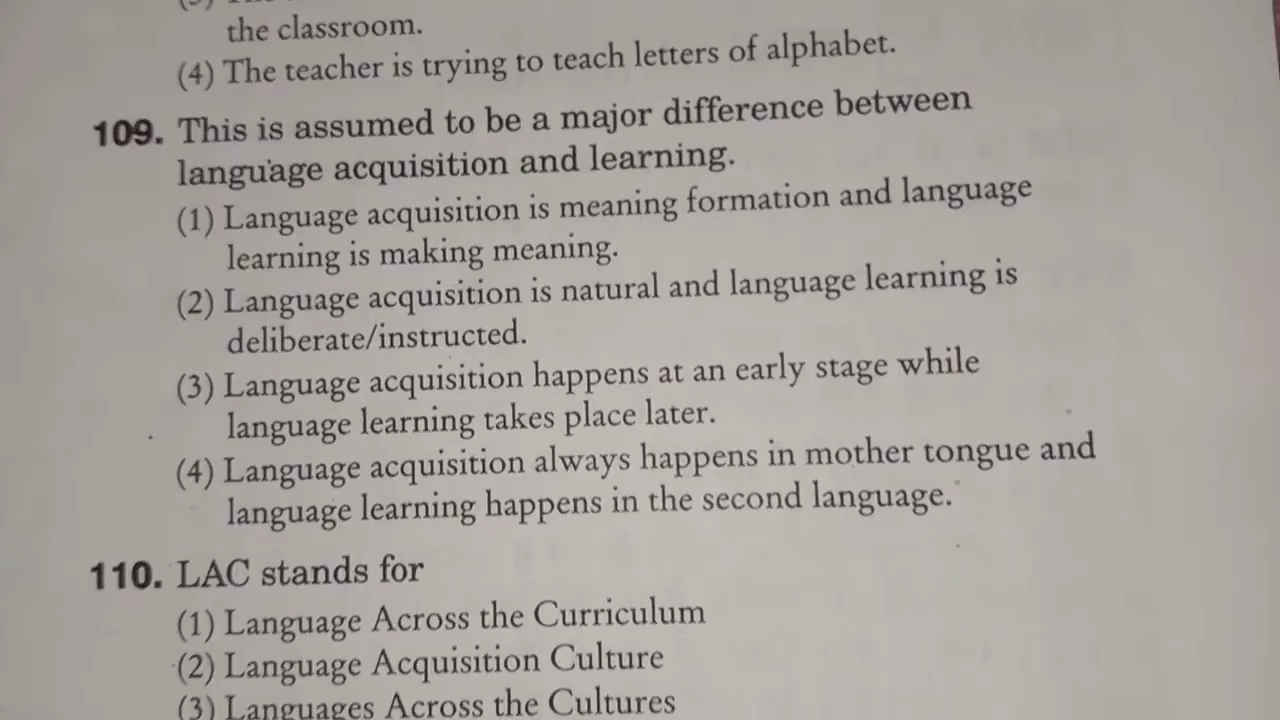 the classroom.
(4) The teacher is trying to teach letters of alphabet.
109. This is assumed to be a major difference between
language acquisition and learning.
(1) Language acquisition is meaning formation and language
learning is making meaning.
(2) Language acquisition is natural and language learning is
deliberate/instructed.
(3) Language acquisition happens at an early stage while
language learning takes place later.
(4) Language acquisition always happens in mother tongue and
language learning happens in the second language.
110. LAC stands for
(1) Language Across the Curriculum
(2) Language Acquisition Culture
(3) Languages Across the Cultures